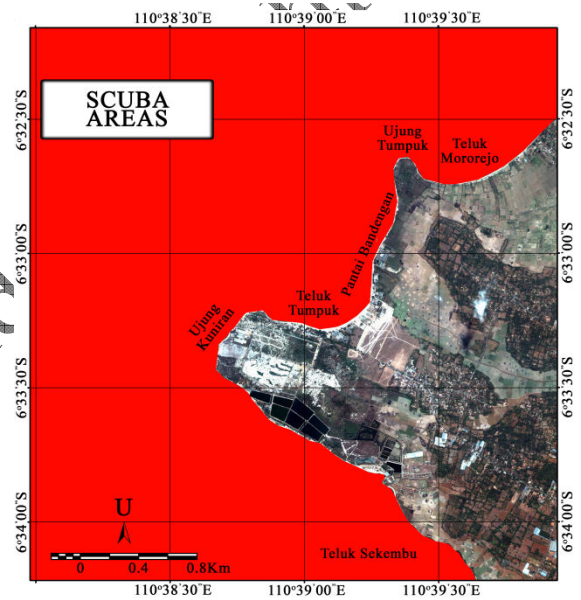 110°38'30"E 110°39'00"E 110°39'30"E
SCUBA
AREAS
6°32'30"S
6°32'30"S
Ujung
Tumpuk
Teluk
Mororejo
6°33'00"S
6°33'00"S
Pantai Bandengan
Teluk
Tumpuk
Ujung
Kuniran
6°33'30"S
6°33'30"S
6°34'00"S
6°34'00"S
U
0 0.4 0.8Km
Teluk Sekembu
110°38'30"E 110°39'00"E 110°39'30"E